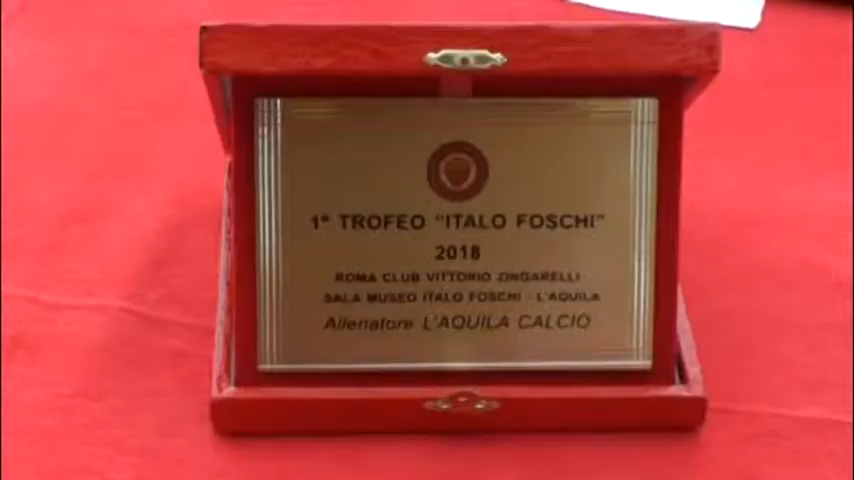 1° TROFEO "ITALO FOSCHI"
2018
ROMA CLUB VITTORIO ZINGARELLI
SALA MUSEO ITALO FOSCHI - L'AQUILA
Allenatore L'AQUILA CALCIO